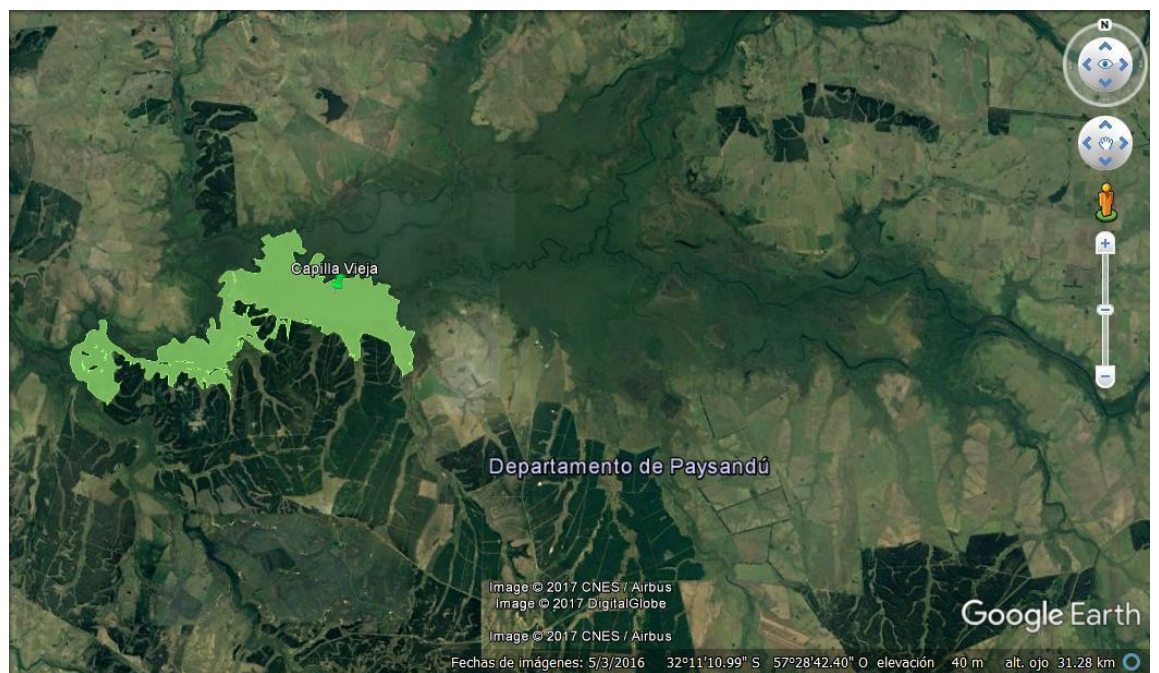 N
Capilla Vieja
Departamento de Paysandú
Image © 2017 CNES / Airbus
Image © 2017 DigitalGlobe
Image © 2017 CNES / Airbus
Google Earth
Fechas de imágenes: 5/3/2016 32°11'10.99" S 57°28'42.40" O elevación 40 m alt. ojo 31.28 km